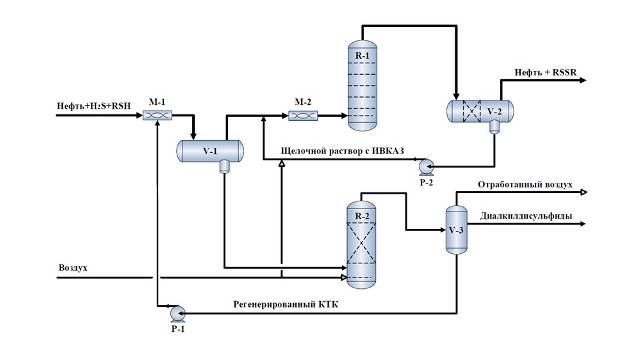 R-1
Нефть + RSSR
Нефть+H₂S+RSH
M-1
M-2
V-2
V-1
Щелочной раствор с ИВКАЗ
P-2
Отработанный воздух
R-2
Диалкилдисульфиды
V-3
Воздух
Регенерированный КТК
P-1